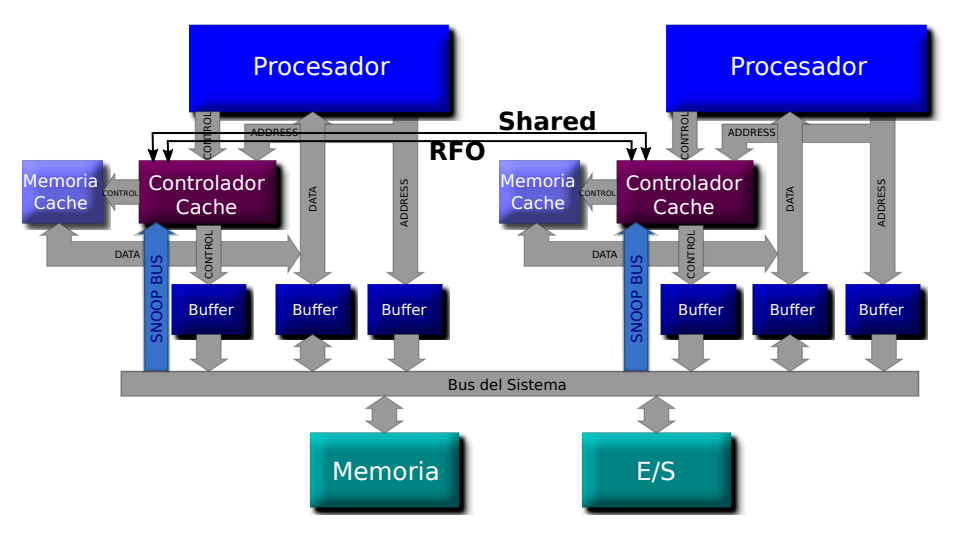 Procesador
Procesador
Shared
RFO
CONTROL
ADDRESS
CONTROL
ADDRESS
Memoria
Cache
CONTROL
Controlador
Cache
DATA
ADDRESS
Memoria
Cache
CONTROL
Controlador
Cache
DATA
ADDRESS
DATA
SNOOP BUS
CONTROL
DATA
SNOOP BUS
CONTROL
Buffer
Buffer
Buffer
Buffer
Buffer
Buffer
Bus del Sistema
Memoria
E/S